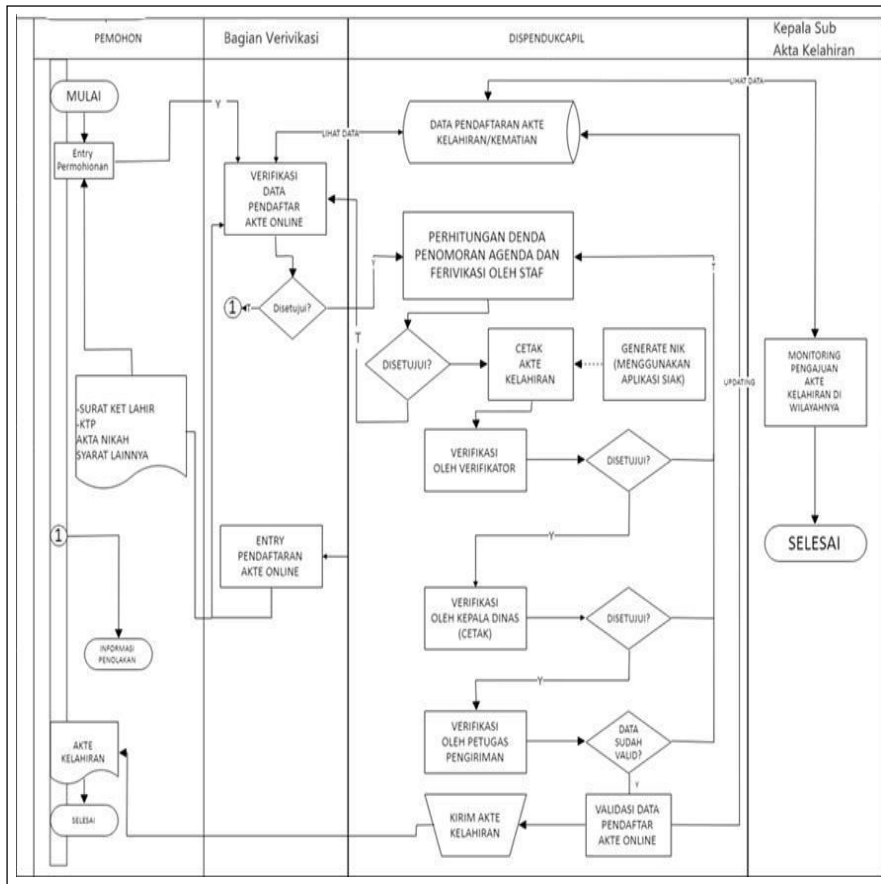 PEMOHON
Bagian Verivikasi
DISPENDUKCAPIL
Kepala Sub
Akta Kelahiran
MULAI
Entry
Permohionan
Y
LIHAT DATA
VERIFIKASI
DATA
PENDAFTAR
AKTE ONLINE
Disetujui?
T
1
Y
DATA PENDAFTARAN AKTE
KELAHIRAN/KEMATIAN
LIHAT DATA
PERHITUNGAN DENDA
PENOMORAN AGENDA DAN
FERIVIKASI OLEH STAF
T
DISETUJUI?
T
CETAK
AKTE
KELAHIRAN
GENERATE NIK
(MENGGUNAKAN
APLIKASI SIAK)
UPDATING
MONITORING
PENGAJUAN
AKTE
KELAHIRAN DI
WILAYAHNYA
-SURAT KET LAHIR
-KTP
AKTA NIKAH
SYARAT LAINNYA
VERIFIKASI
OLEH VERIFIKATOR
DISETUJUI?
Y
SELESAI
1
ENTRY
PENDAFTARAN
AKTE ONLINE
INFORMASI
PENOLAKAN
VERIFIKASI
OLEH KEPALA DINAS
(CETAK)
DISETUJUI?
Y
VERIFIKASI
OLEH PETUGAS
PENGIRIMAN
DATA
SUDAH
VALID?
Y
AKTE
KELAHIRAN
SELESAI
KIRIM AKTE
KELAHIRAN
VALIDASI DATA
PENDAFTAR
AKTE ONLINE